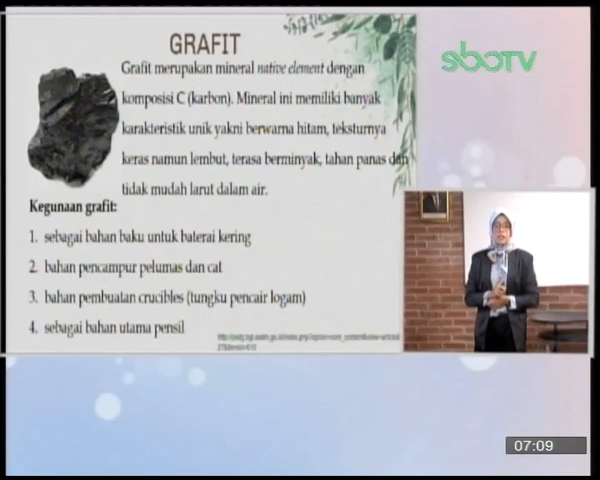 GRAFIT
sbOTV
Grafit merupakan mineral native element dengan
komposisi C (karbon). Mineral ini memiliki banyak
karakteristik unik yakni berwarna hitam, teksturnya
keras namun lembut, terasa berminyak, tahan panas dan
tidak mudah larut dalam air.
Kegunaan grafit:
1. sebagai bahan baku untuk baterai kering
2. bahan pencampur pelumas dan cat
3. bahan pembuatan crucibles (tungku pencair logam)
4. sebagai bahan utama pensil
07:09